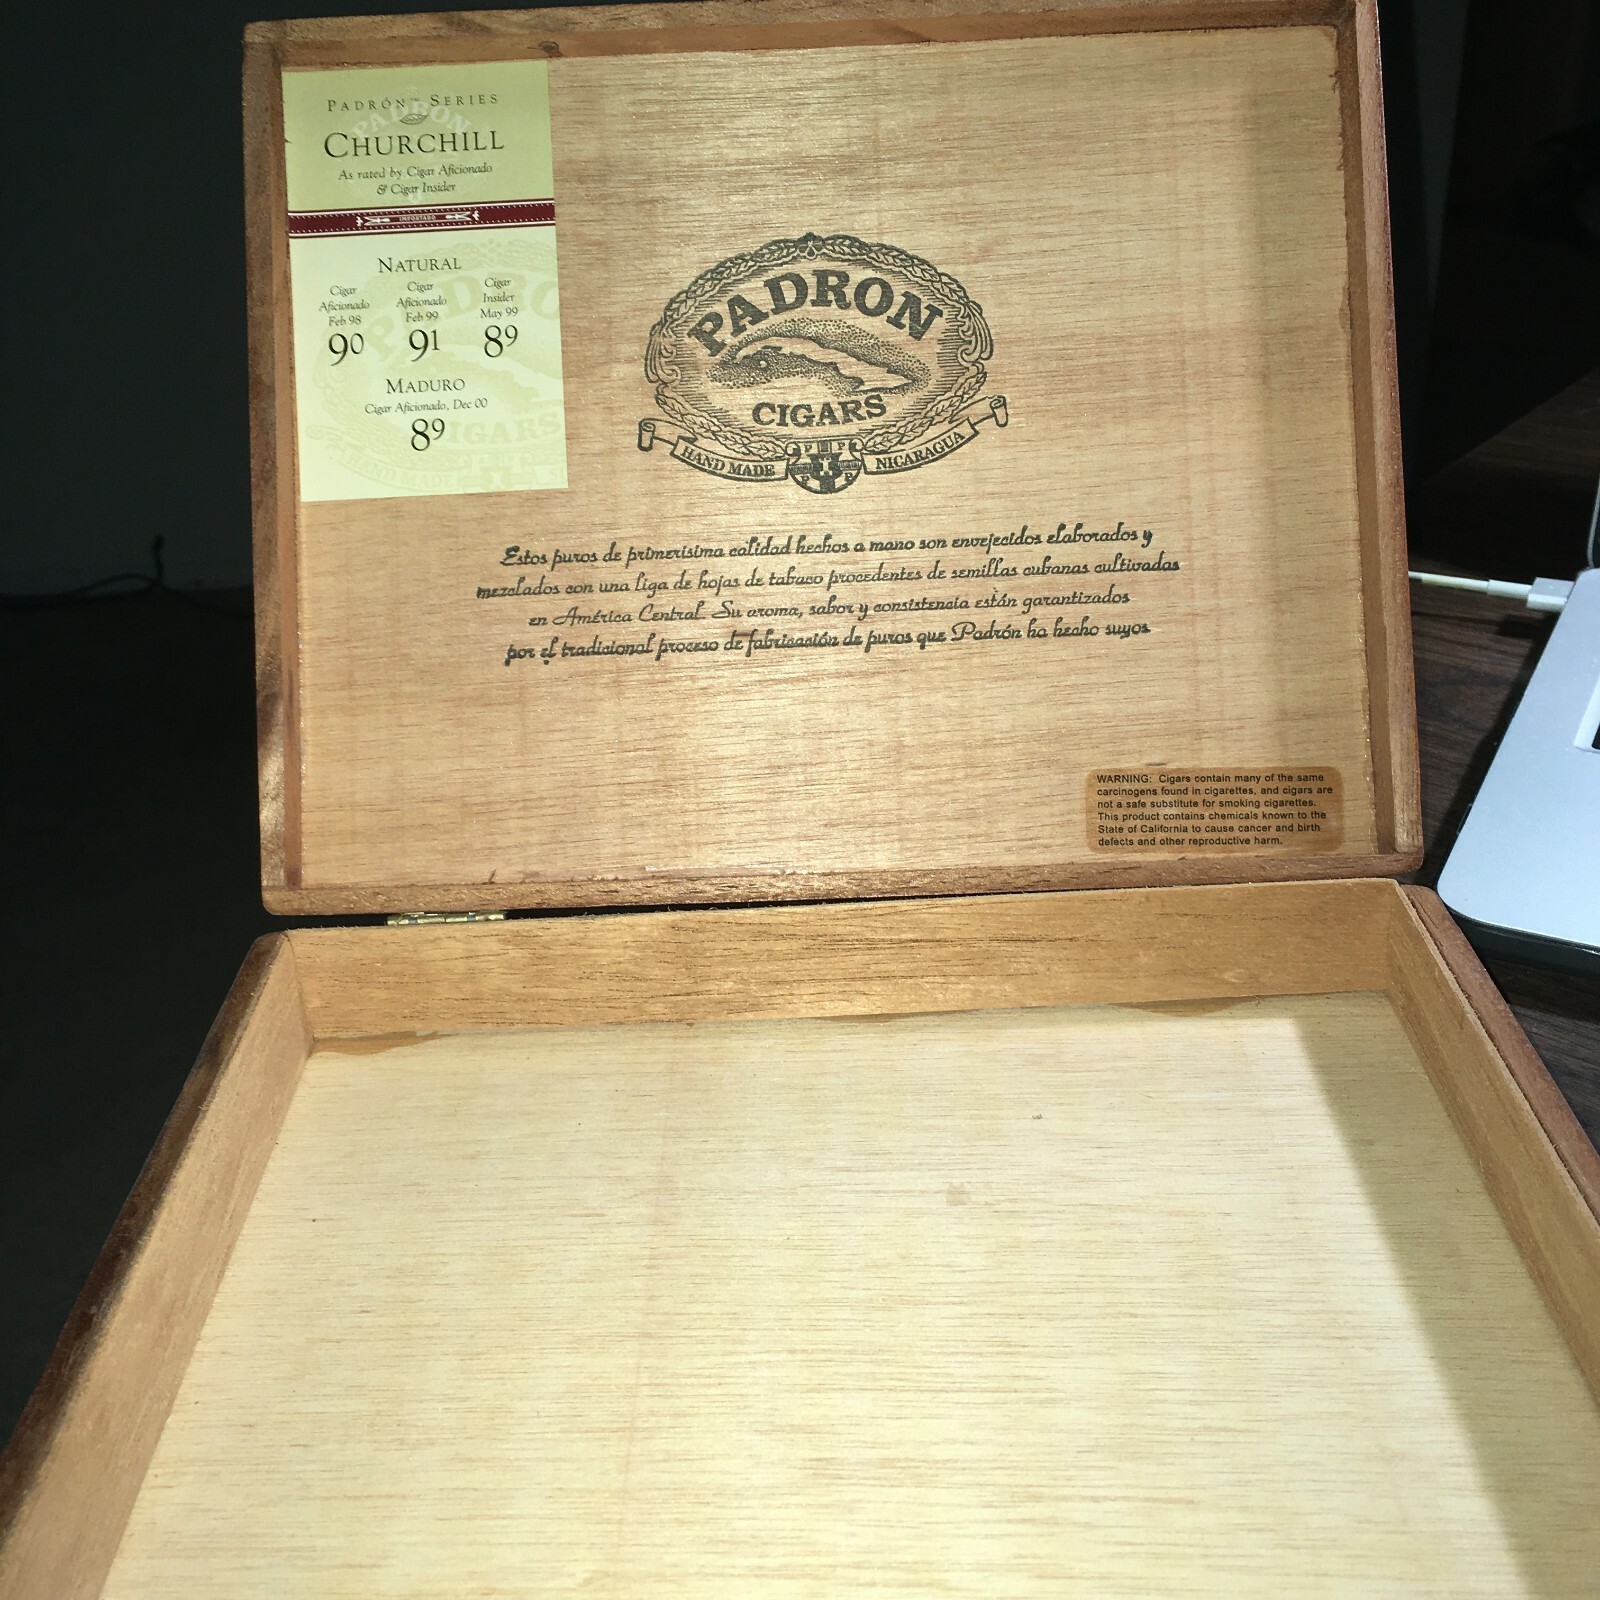 PADRÓN™ SERIES
CHURCHILL
As rated by Cigar Aficionado
& Cigar Insider
IMPORTADO
NATURAL
Cigar Aficionado Feb 98 90
Cigar Aficionado Feb 99 91
Cigar Insider May 99 89
MADURO
Cigar Aficionado, Dec 00
89
PADRON
CIGARS
HAND MADE
NICARAGUA
P P
P P
Estos puros de primerísima calidad hechos a mano son envejecidos elaborados y
mezclados con una liga de hojas de tabaco procedentes de semillas cubanas cultivadas
en América Central. Su aroma, sabor y consistencia están garantizados
por el tradicional proceso de fabricación de puros que Padrón ha hecho suyos
WARNING: Cigars contain many of the same
carcinogens found in cigarettes, and cigars are
not a safe substitute for smoking cigarettes.
This product contains chemicals known to the
State of California to cause cancer and birth
defects and other reproductive harm.